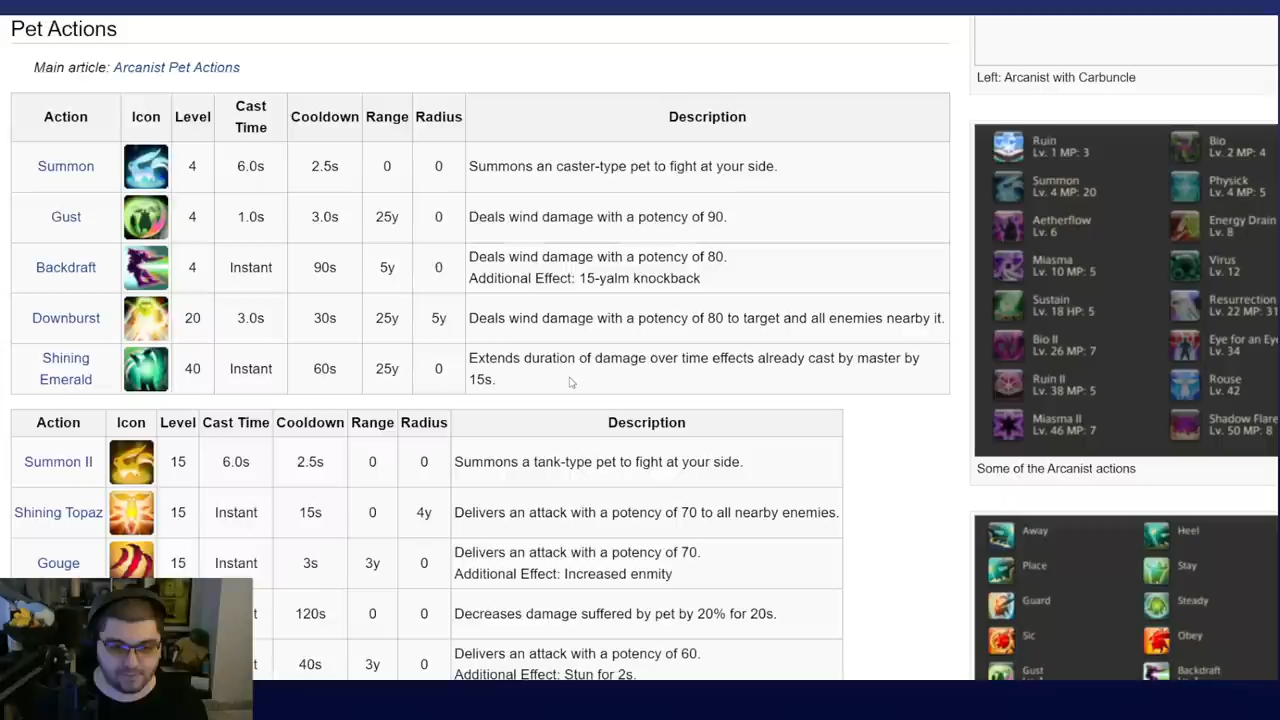 Pet Actions
Main article: Arcanist Pet Actions
Action Icon Level Cast Time Cooldown Range Radius Description
Summon 4 6.0s 2.5s 0 0 Summons an caster-type pet to fight at your side.
Gust 4 1.0s 3.0s 25y 0 Deals wind damage with a potency of 90.
Backdraft 4 Instant 90s 5y 0 Deals wind damage with a potency of 80.
Additional Effect: 15-yalm knockback
Downburst 20 3.0s 30s 25y 5y Deals wind damage with a potency of 80 to target and all enemies nearby it.
Shining Emerald 40 Instant 60s 25y 0 Extends duration of damage over time effects already cast by master by
15s.
Action Icon Level Cast Time Cooldown Range Radius Description
Summon II 15 6.0s 2.5s 0 0 Summons a tank-type pet to fight at your side.
Shining Topaz 15 Instant 15s 0 4y Delivers an attack with a potency of 70 to all nearby enemies.
Gouge 15 Instant 3s 3y 0 Delivers an attack with a potency of 70.
Additional Effect: Increased enmity
t 120s 0 0 Decreases damage suffered by pet by 20% for 20s.
t 40s 3y 0 Delivers an attack with a potency of 60.
Additional Effect: Stun for 2s.
Left: Arcanist with Carbuncle
Ruin Bio
Lv. 1 MP: 3 Lv. 2 MP: 4
Summon Physick
Lv. 4 MP: 20 Lv. 4 MP: 5
Aetherflow Energy Drain
Lv. 6 Lv. 8
Miasma Virus
Lv. 10 MP: 5 Lv. 12
Sustain Resurrection
Lv. 18 HP: 5 Lv. 22 MP: 31
Bio II Eye for an Eye
Lv. 26 MP: 7 Lv. 34
Ruin II Rouse
Lv. 38 MP: 5 Lv. 42
Miasma II Shadow Flare
Lv. 46 MP: 7 Lv. 50 MP: 8
Some of the Arcanist actions
Away Heel
Place Stay
Guard Steady
Sic Obey
Gust Backdraft